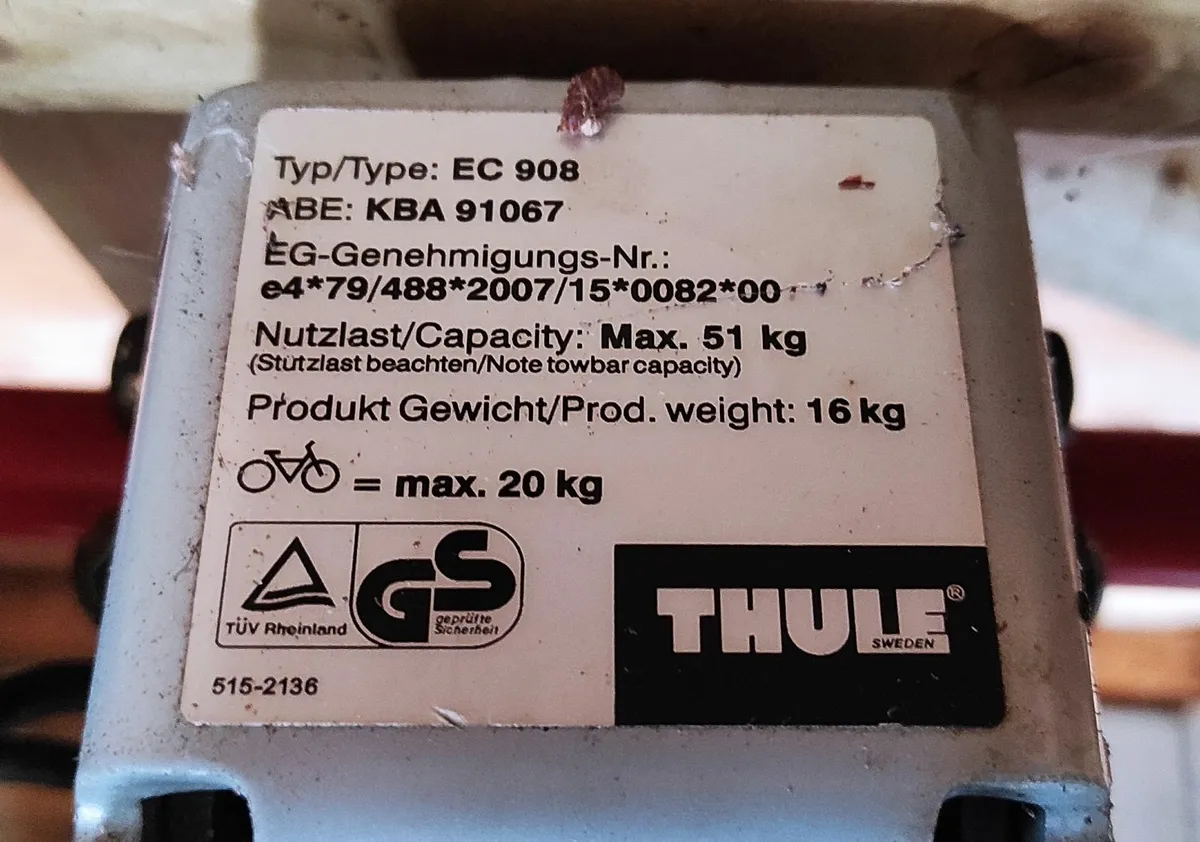 Typ/Type: EC 908
ABE: KBA 91067
EG-Genehmigungs-Nr.:
e4*79/488*2007/15*0082*00
Nutzlast/Capacity: Max. 51 kg
(Stützlast beachten/Note towbar capacity)
Produkt Gewicht/Prod. weight: 16 kg
= max. 20 kg
TÜV Rheinland
GS
geprüfte
Sicherheit
THULE®
SWEDEN
515-2136